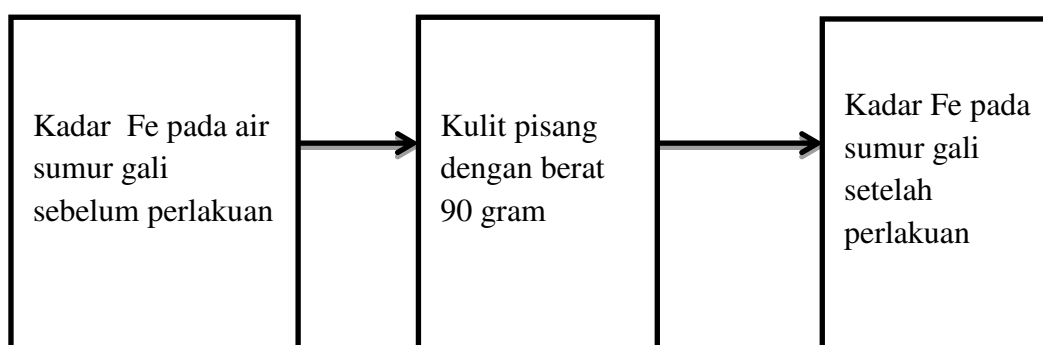 Kadar  Fe pada air
sumur gali
sebelum perlakuan
Kulit pisang
dengan berat
90 gram
Kadar Fe pada
sumur gali
setelah
perlakuan